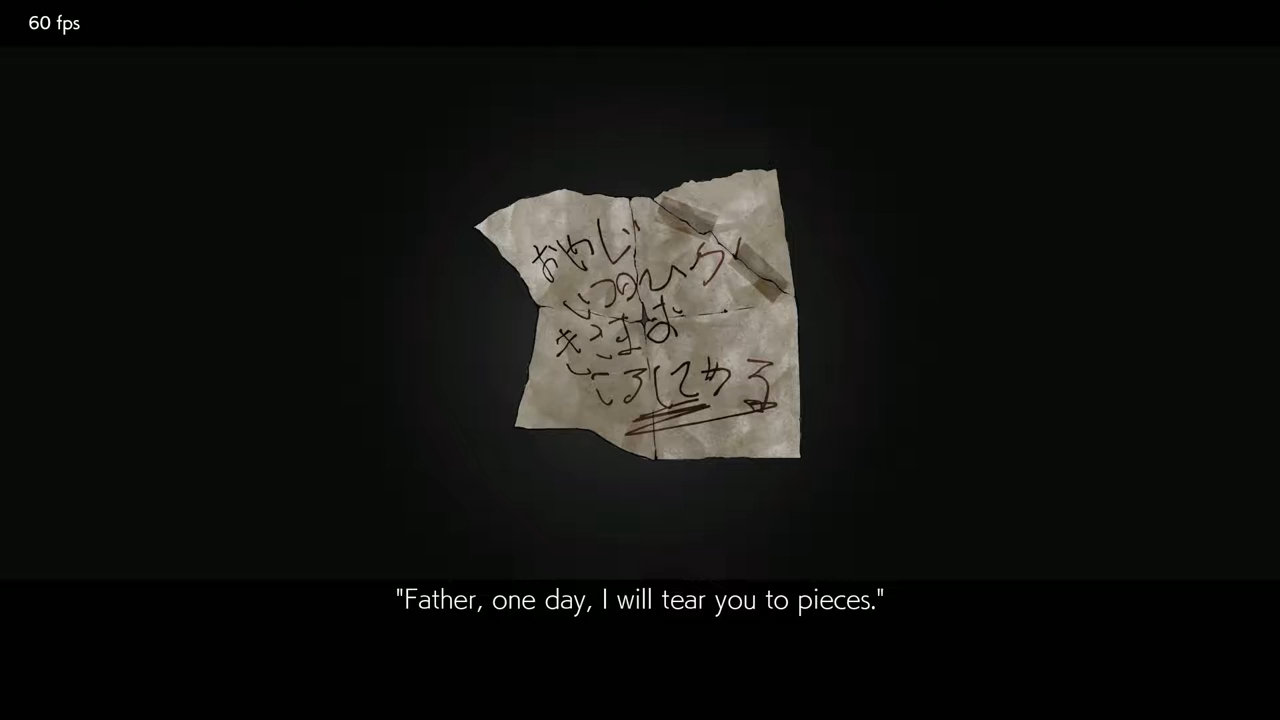 60 fps
おやじ
いつのひか
きさまば
ころしてやる
"Father, one day, I will tear you to pieces."